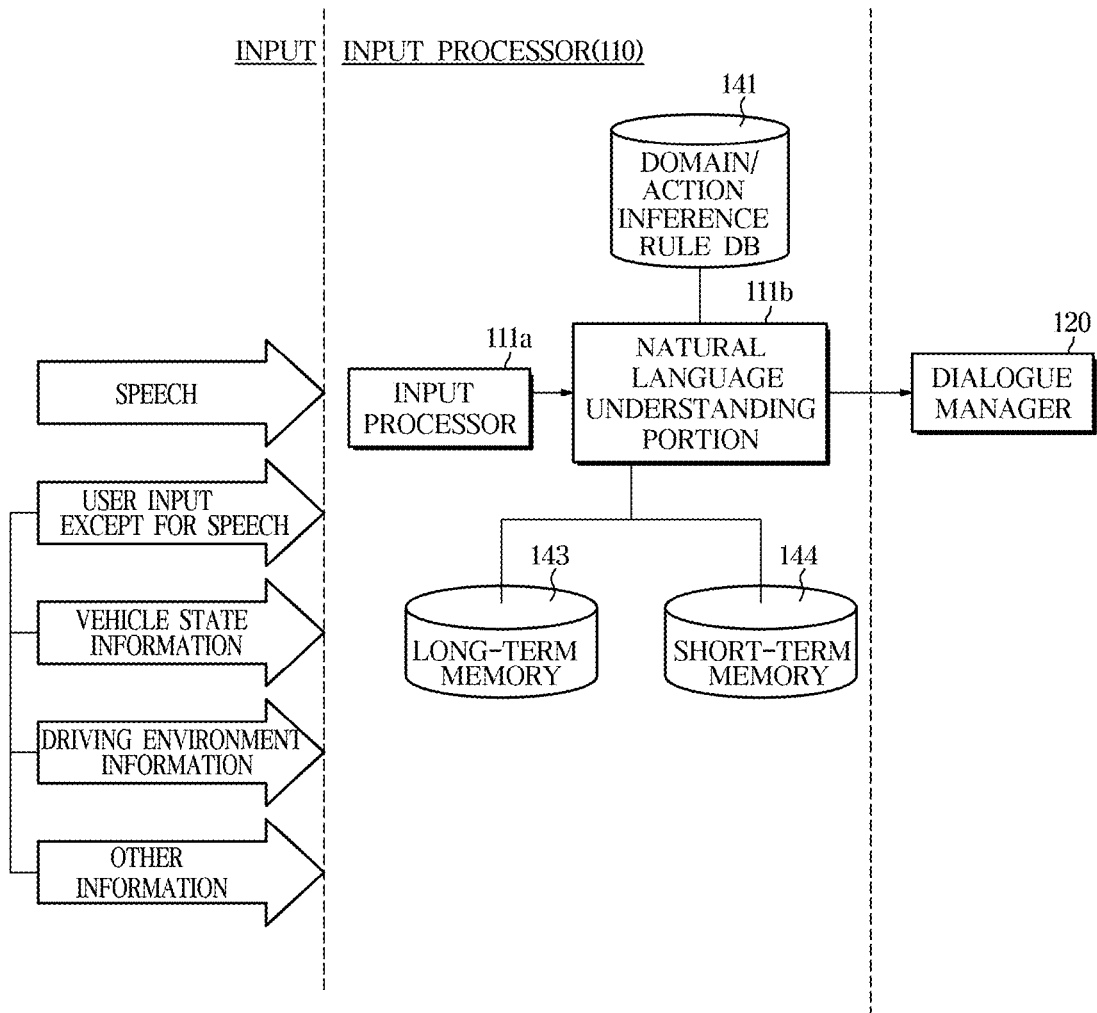 INPUT
INPUT PROCESSOR(110)
141
DOMAIN/
ACTION
INFERENCE
RULE DB
111b
NATURAL
LANGUAGE
UNDERSTANDING
PORTION
111a
INPUT
PROCESSOR
120
DIALOGUE
MANAGER
SPEECH
USER INPUT
EXCEPT FOR SPEECH
VEHICLE STATE
INFORMATION
DRIVING ENVIRONMENT
INFORMATION
OTHER
INFORMATION
143
LONG-TERM
MEMORY
144
SHORT-TERM
MEMORY